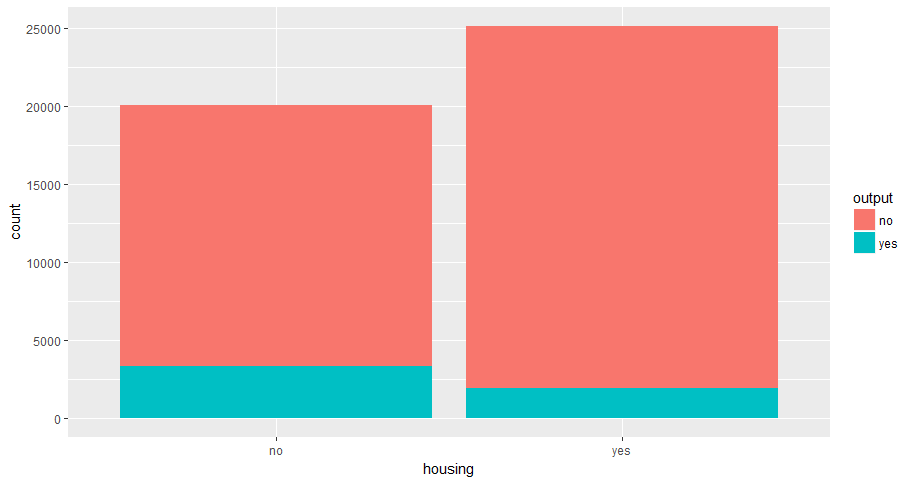 25000
20000
15000
10000
5000
0
count
no
yes
housing
output
no
yes